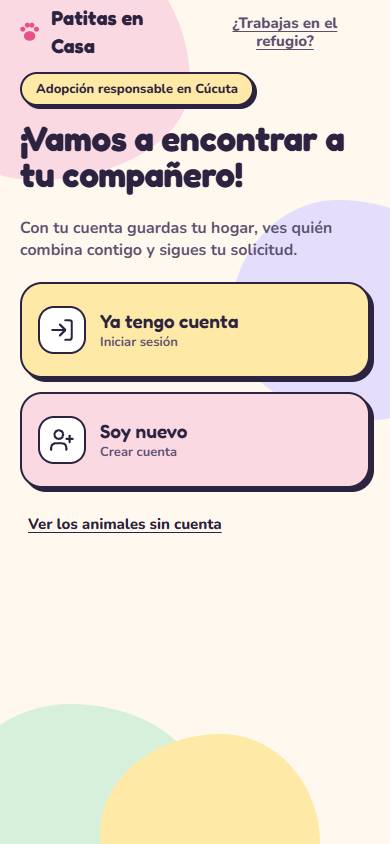 Patitas en
Casa
¿Trabajas en el
refugio?
Adopción responsable en Cúcuta
¡Vamos a encontrar a
tu compañero!
Con tu cuenta guardas tu hogar, ves quién
combina contigo y sigues tu solicitud.
Ya tengo cuenta
Iniciar sesión
Soy nuevo
Crear cuenta
Ver los animales sin cuenta